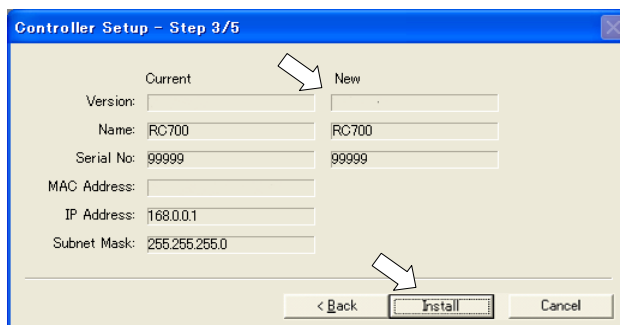 Controller Setup - Step 3/5
Current New
Version:
Name: RC700 RC700
Serial No: 99999 99999
MAC Address:
IP Address: 168.0.0.1
Subnet Mask: 255.255.255.0
< Back Install Cancel